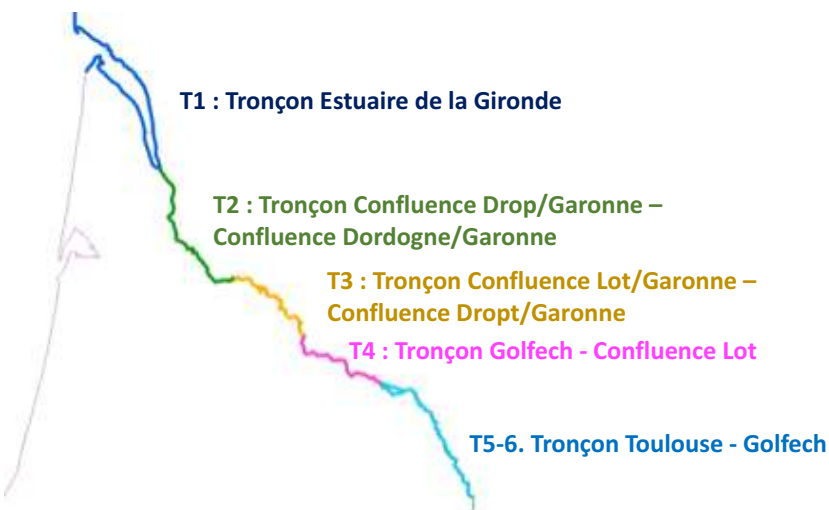 T1 : Tronçon Estuaire de la Gironde
T2 : Tronçon Confluence Drop/Garonne –
Confluence Dordogne/Garonne
T3 : Tronçon Confluence Lot/Garonne –
Confluence Dropt/Garonne
T4 : Tronçon Golfech - Confluence Lot
T5-6. Tronçon Toulouse - Golfech